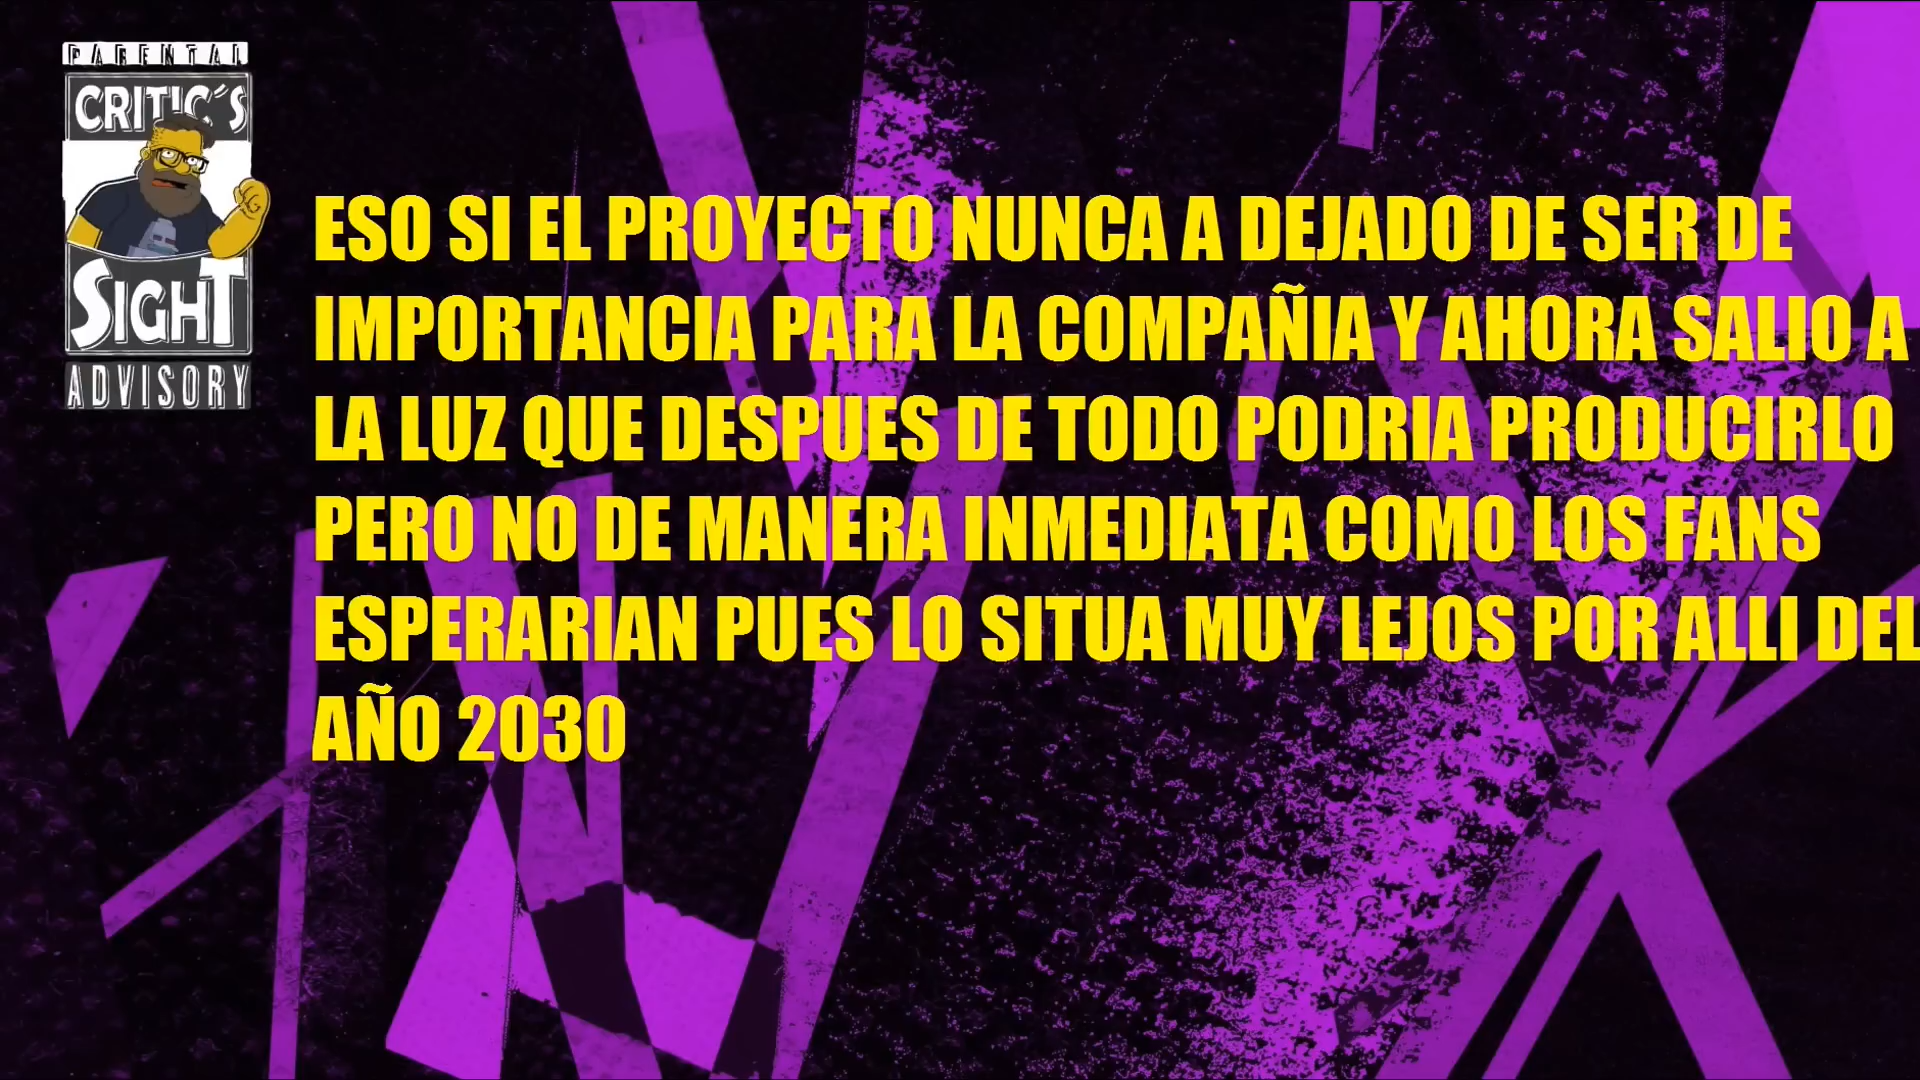 PARENTAL
CRITIC´S
SIGHT
ADVISORY
ESO SI EL PROYECTO NUNCA A DEJADO DE SER DE
IMPORTANCIA PARA LA COMPAÑIA Y AHORA SALIO A
LA LUZ QUE DESPUES DE TODO PODRIA PRODUCIRLO
PERO NO DE MANERA INMEDIATA COMO LOS FANS
ESPERARIAN PUES LO SITUA MUY LEJOS POR ALLI DEL
AÑO 2030